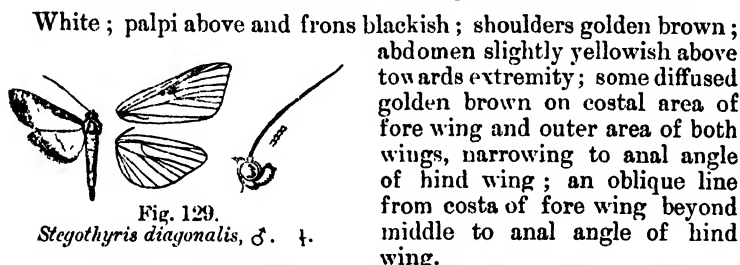 White ; palpi above and frons blackish ; shoulders golden brown ;
abdomen slightly yellowish above
towards extremity ; some diffused
golden brown on costal area of
fore wing and outer area of both
wings, narrowing to anal angle
of hind wing ; an oblique line
from costa of fore wing beyond
middle to anal angle of hind
wing.
Fig. 129.
Stegothyris diagonalis, ♂.